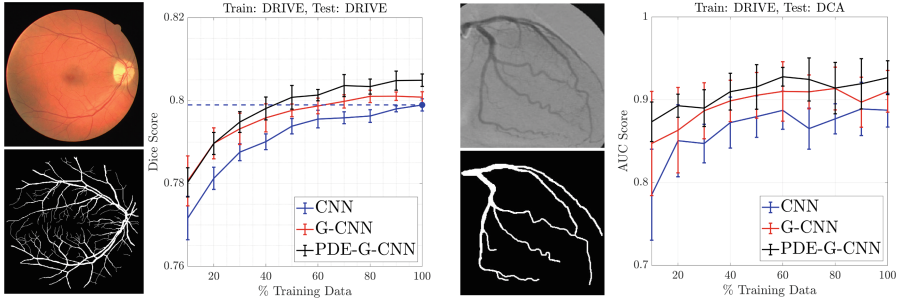 Train: DRIVE, Test: DRIVE
0.82
0.8
0.78
0.76
Dice Score
CNN
G-CNN
PDE-G-CNN
20
40
60
80
100
% Training Data
Train: DRIVE, Test: DCA
1
0.9
0.8
0.7
AUC Score
CNN
G-CNN
PDE-G-CNN
20
40
60
80
100
% Training Data